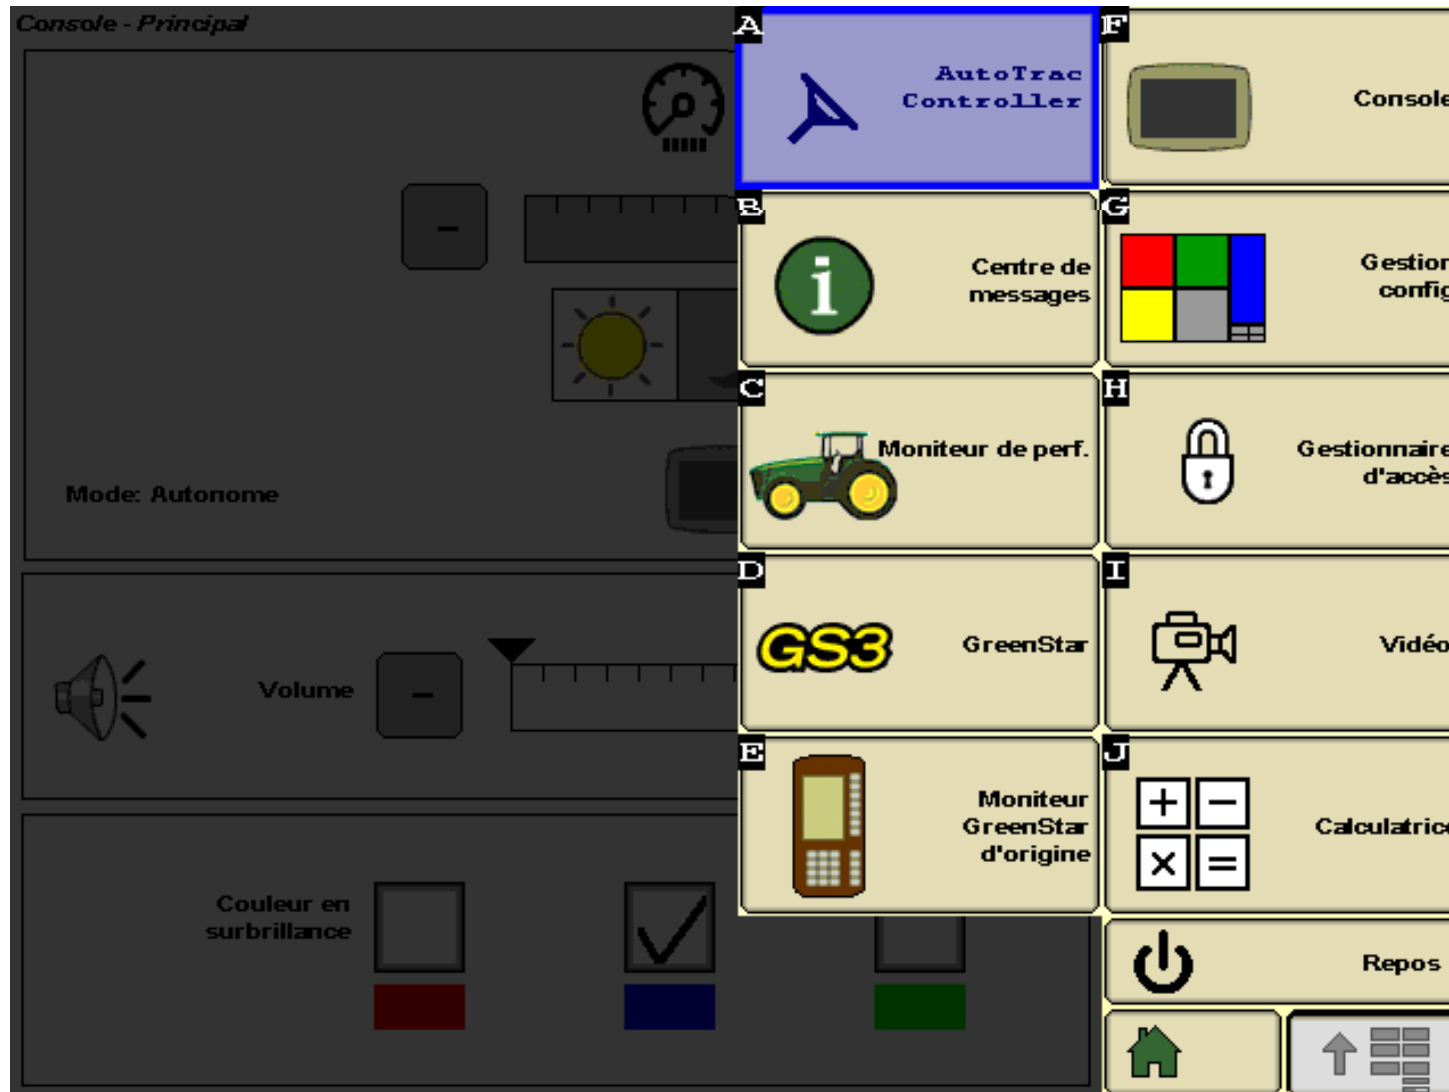 Console - Principal
Mode: Autonome
Volume
-
-
Couleur en
surbrillance
A
AutoTrac
Controller
B
i
Centre de
messages
C
Moniteur de perf.
D
GS3
GreenStar
E
Moniteur
GreenStar
d'origine
F
Console
G
Gestion
config
H
Gestionnaire
d'accès
I
Vidéo
J
+ -
× =
Calculatrice
Repos